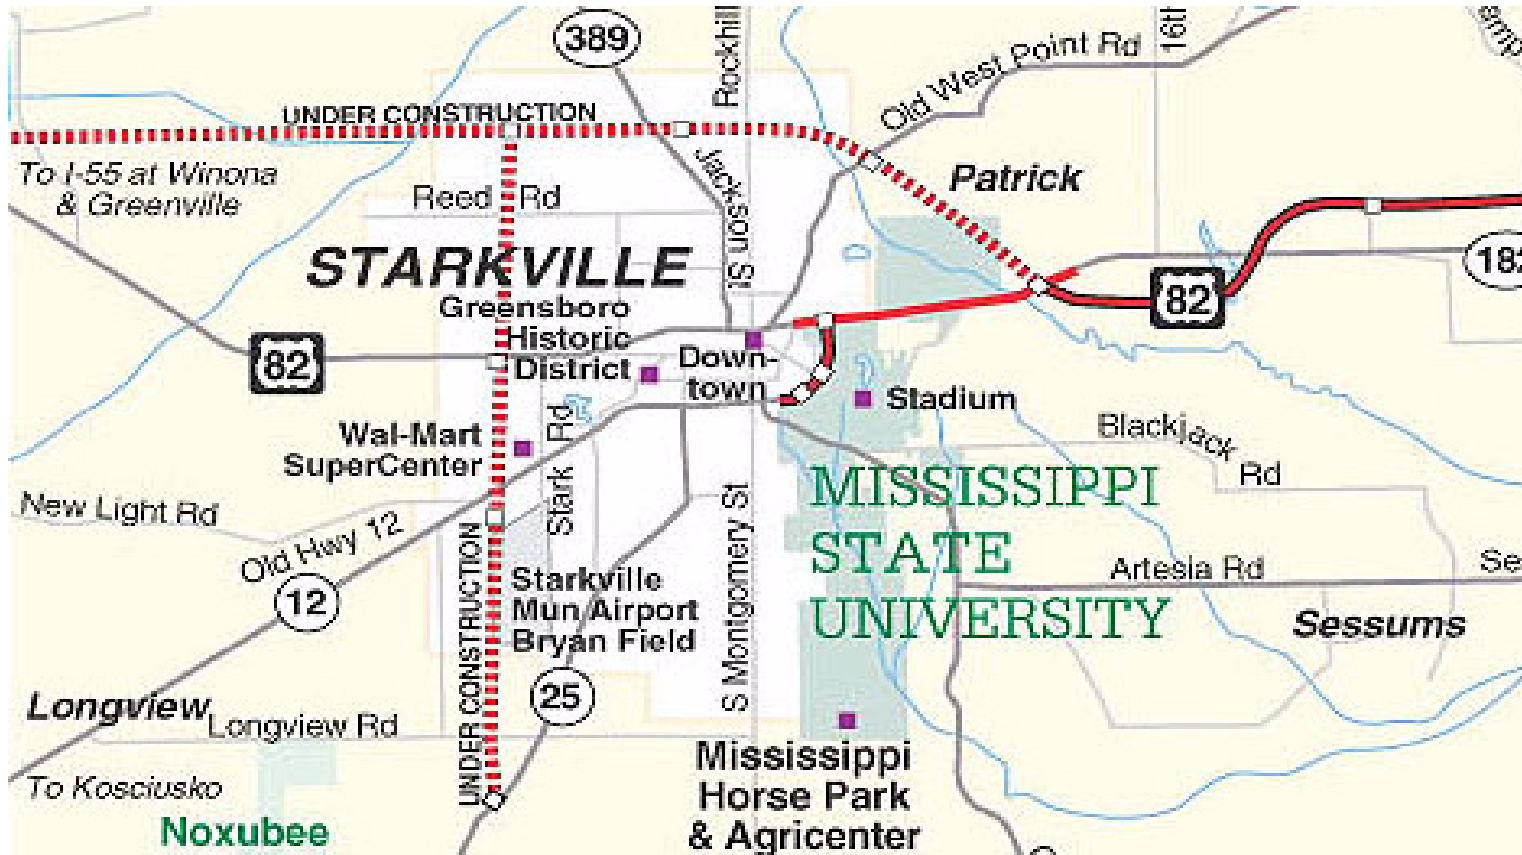 389
Rockhill
Old West Point Rd
16th
UNDER CONSTRUCTION
To I-55 at Winona
& Greenville
Jackson St
Patrick
Reed Rd
STARKVILLE
182
82
Greensboro
Historic
District
82
Down-
town
Stadium
Wal-Mart
SuperCenter
Stark Rd
Blackjack
Rd
New Light Rd
Old Hwy 12
MISSISSIPPI
STATE
UNIVERSITY
S Montgomery St
12
UNDER CONSTRUCTION
Starkville
Mun Airport
Bryan Field
Artesia Rd
Se
Sessums
25
Longview
Longview Rd
To Kosciusko
Noxubee
Mississippi
Horse Park
& Agricenter